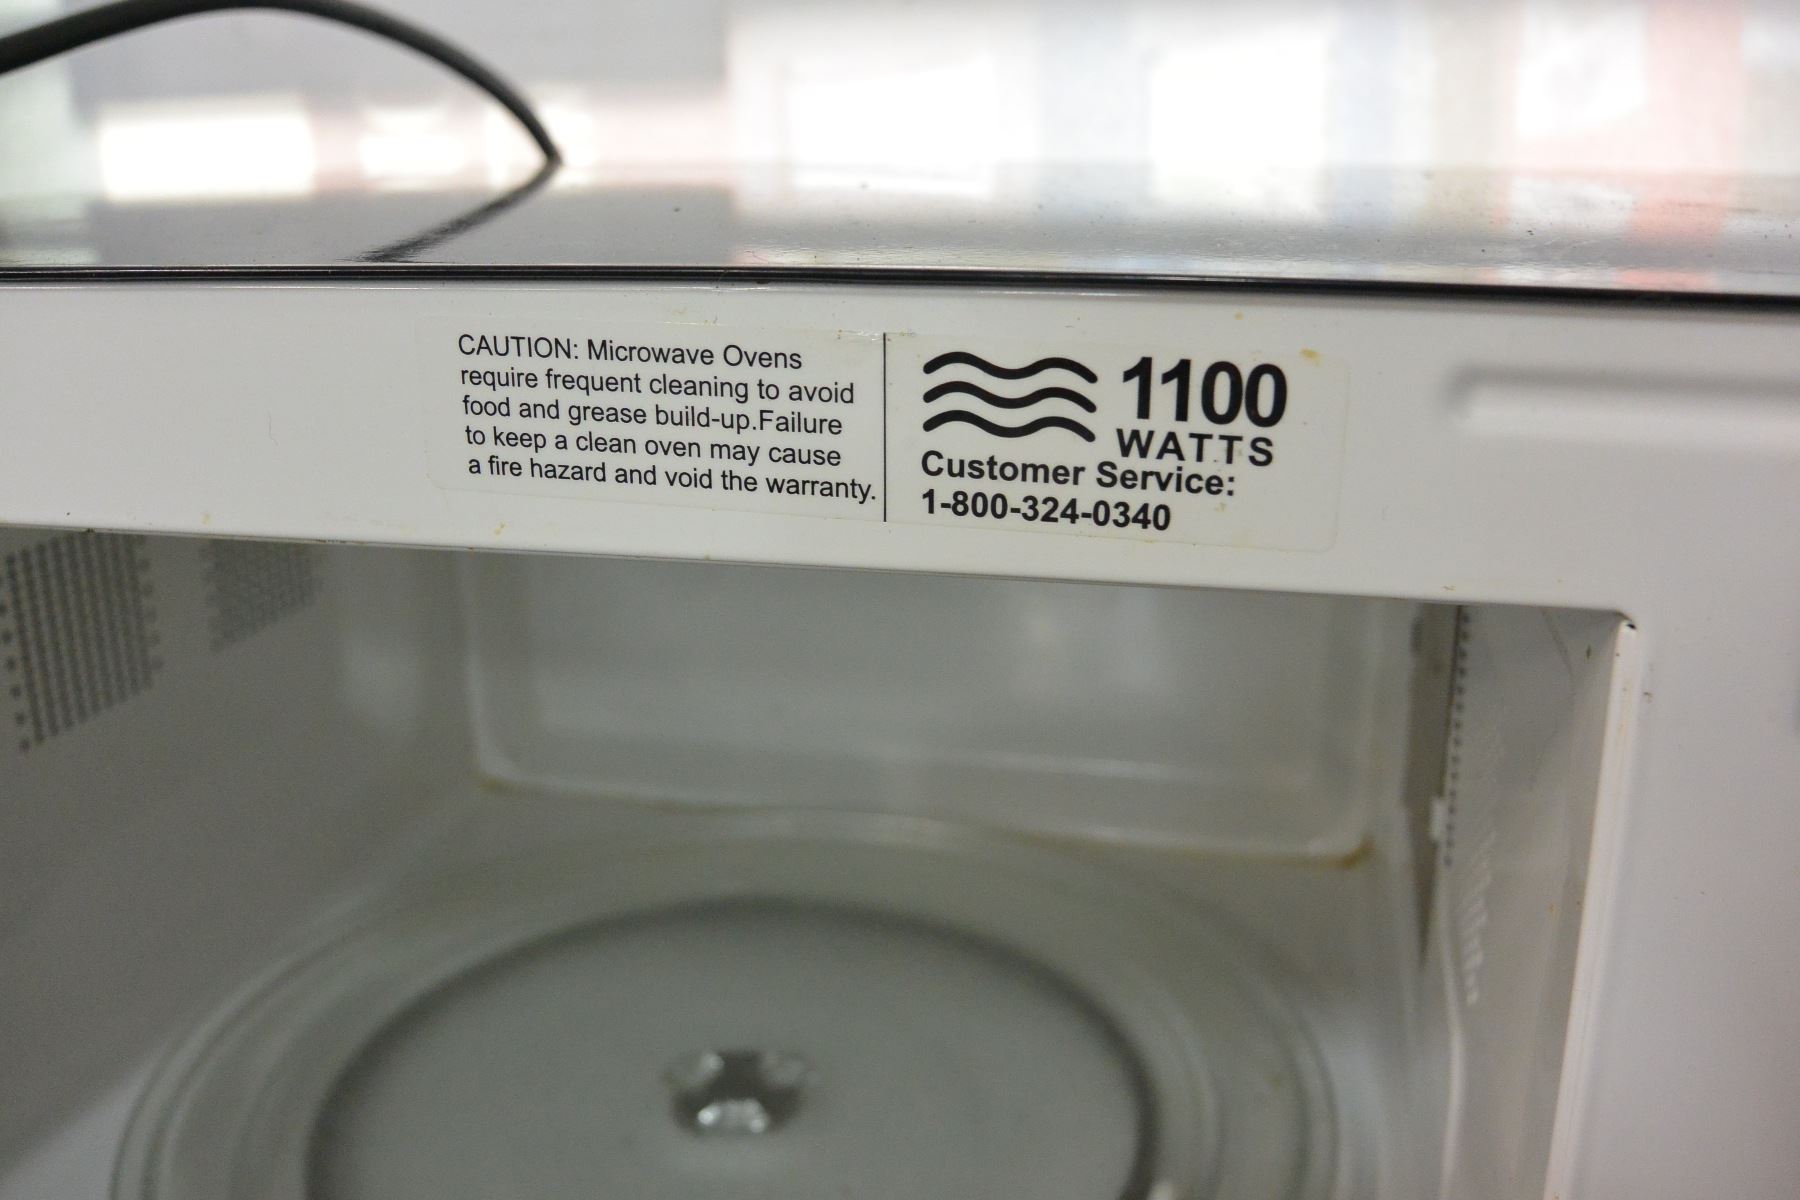 CAUTION: Microwave Ovens
require frequent cleaning to avoid
food and grease build-up.Failure
to keep a clean oven may cause
a fire hazard and void the warranty.
1100
WATTS
Customer Service:
1-800-324-0340